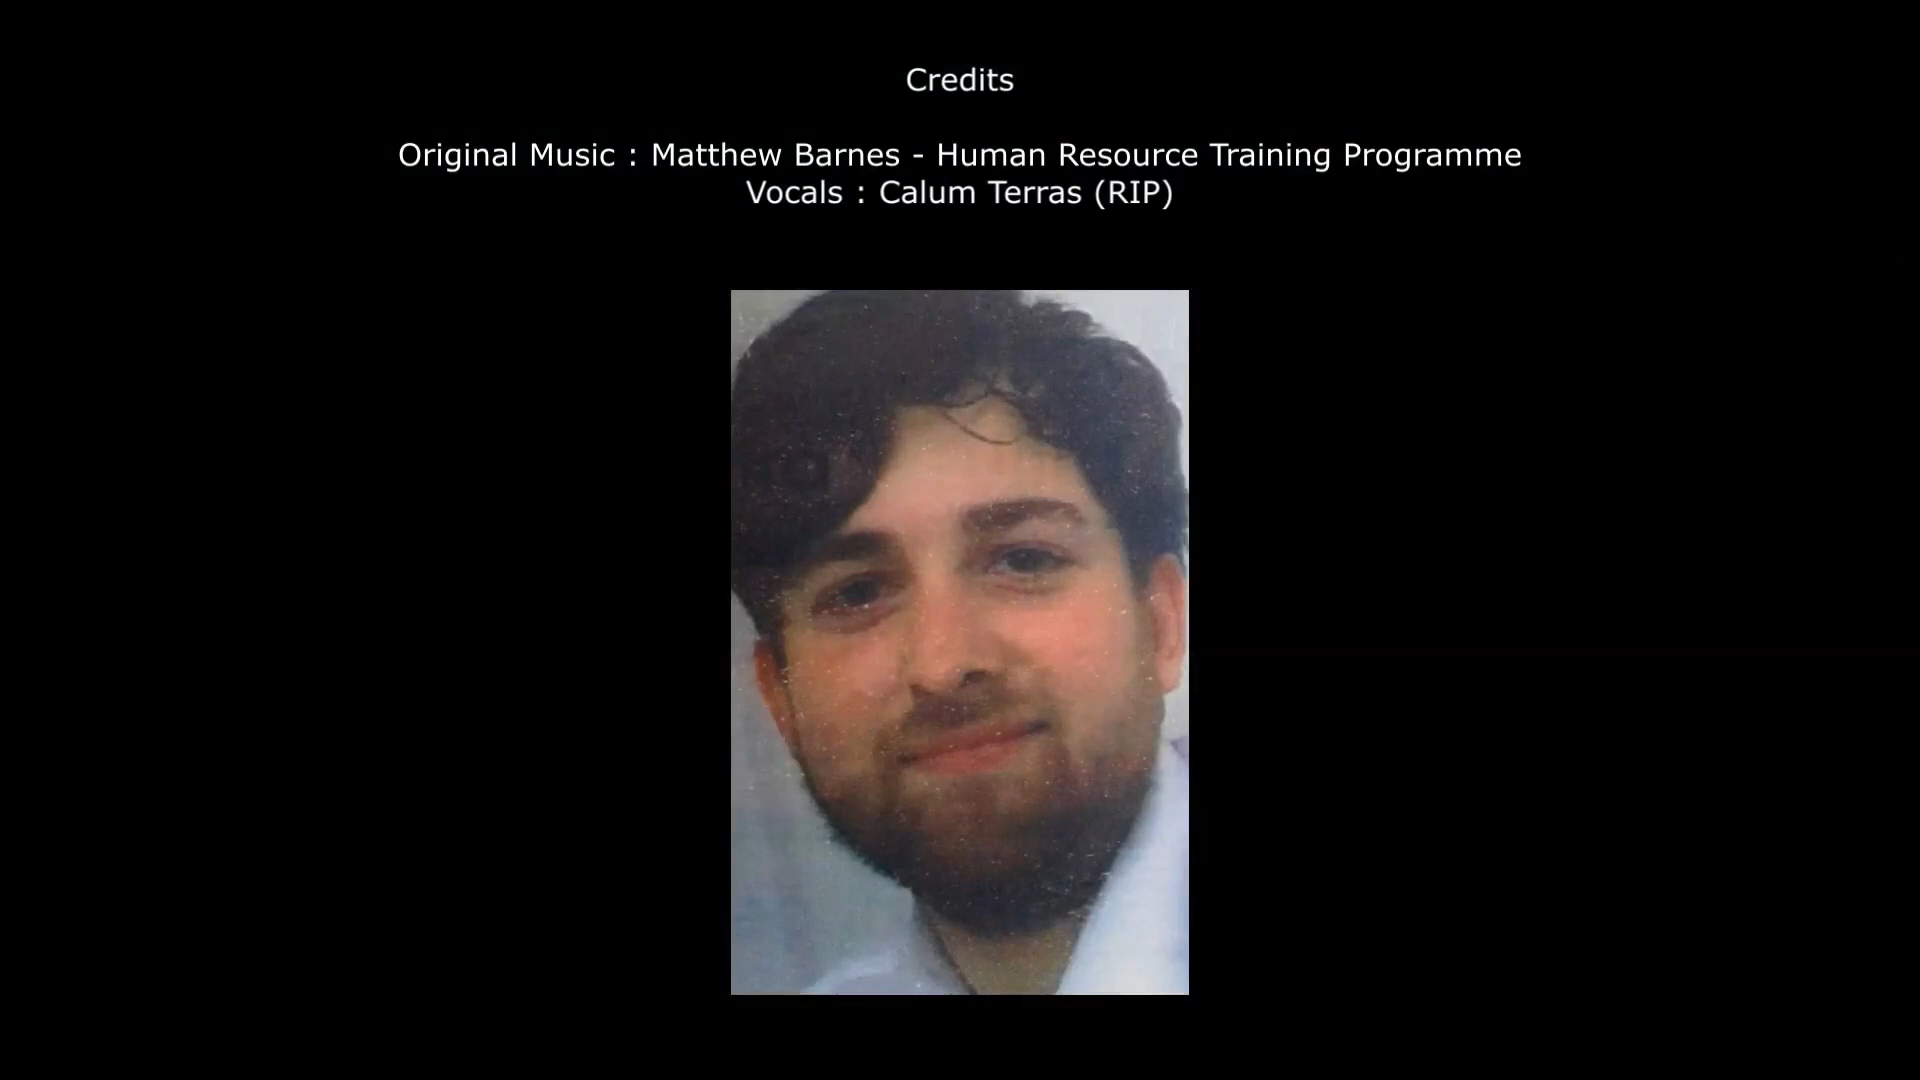 Credits
Original Music : Matthew Barnes - Human Resource Training Programme
Vocals : Calum Terras (RIP)